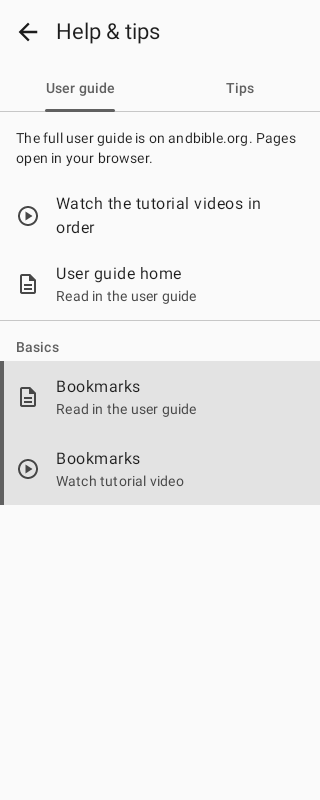 Help & tips
User guide
Tips
The full user guide is on andbible.org. Pages
open in your browser.
Watch the tutorial videos in
order
User guide home
Read in the user guide
Basics
Bookmarks
Read in the user guide
Bookmarks
Watch tutorial video